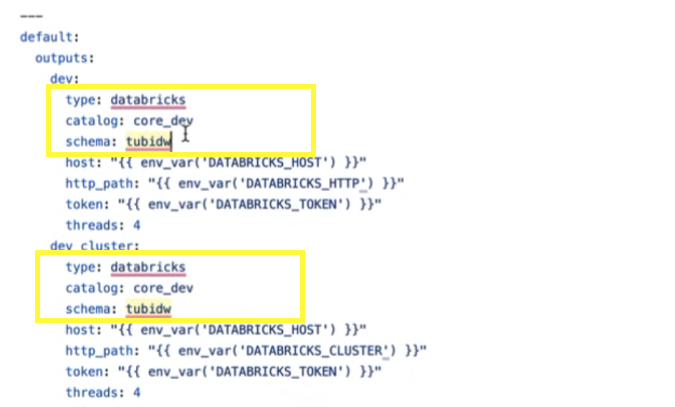 ---
default:
outputs:
dev:
type: databricks
catalog: core_dev
schema: tubidw
host: "{{ env_var('DATABRICKS_HOST') }}"
http_path: "{{ env_var('DATABRICKS_HTTP') }}"
token: "{{ env_var('DATABRICKS_TOKEN') }}"
threads: 4
dev_cluster:
type: databricks
catalog: core_dev
schema: tubidw
host: "{{ env_var('DATABRICKS_HOST') }}"
http_path: "{{ env_var('DATABRICKS_CLUSTER') }}"
token: "{{ env_var('DATABRICKS_TOKEN') }}"
threads: 4